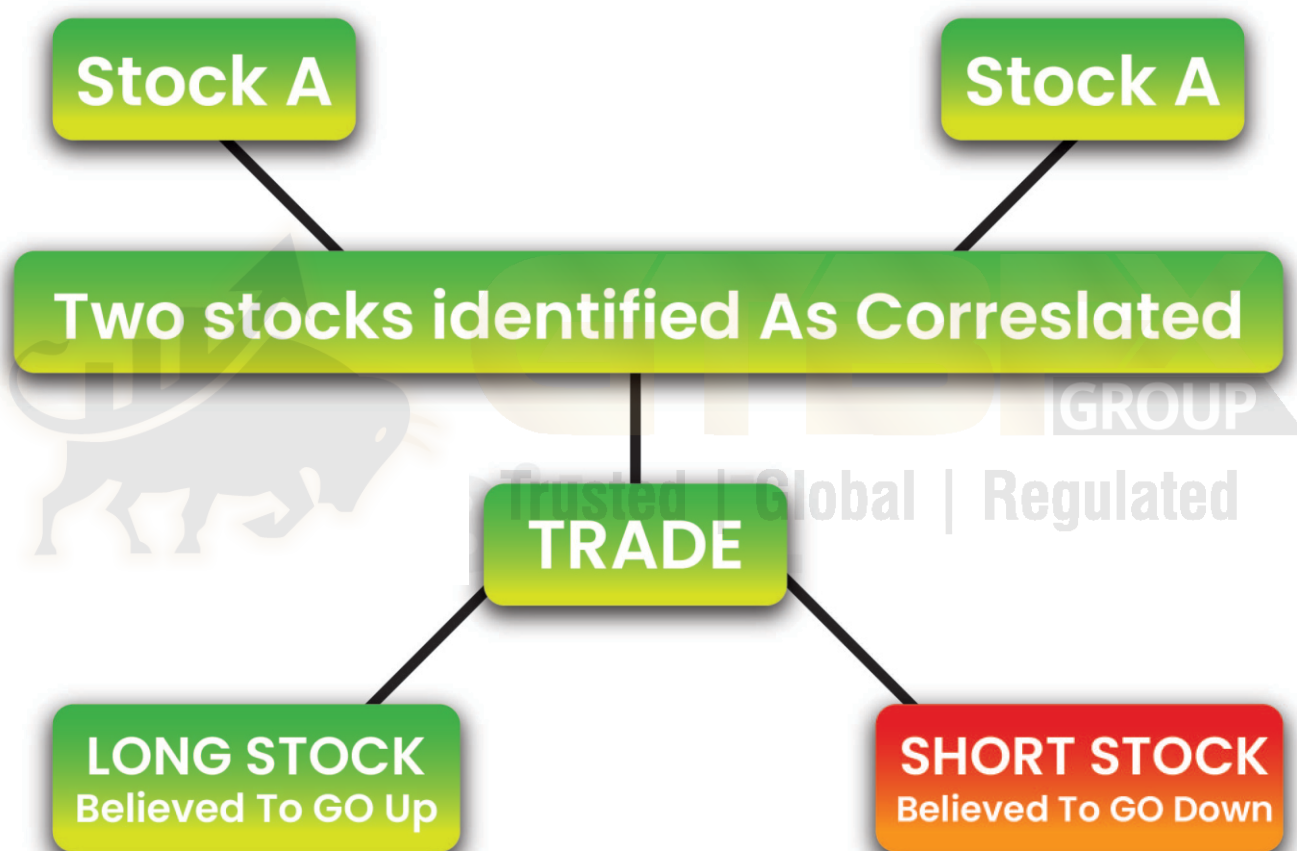 Stock A
Stock A
Two stocks identified As Correslated
GTBIX
GROUP
Trusted | Global | Regulated
TRADE
LONG STOCK
Believed To GO Up
SHORT STOCK
Believed To GO Down